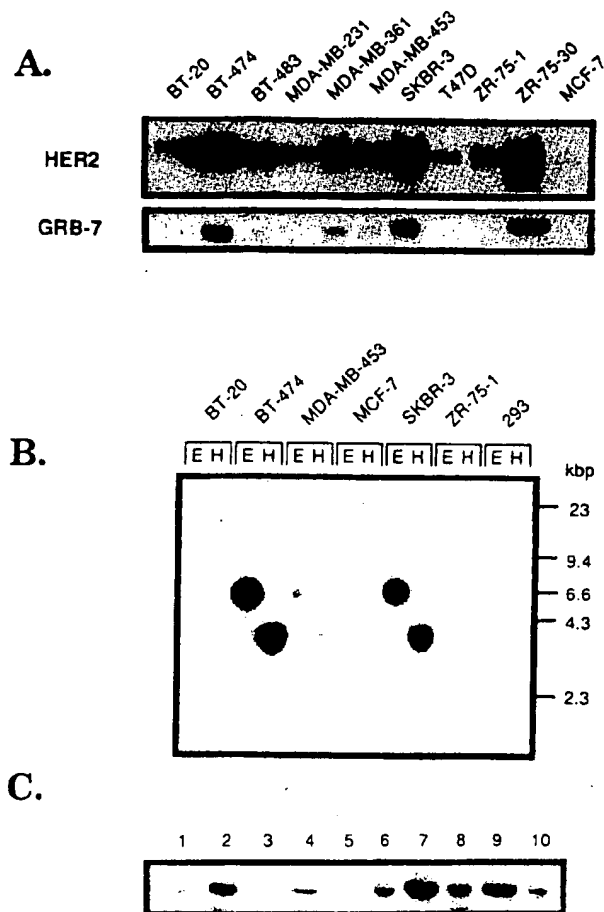 A.
BT-20
BT-474
BT-483
MDA-MB-231
MDA-MB-361
MDA-MB-453
SKBR-3
T47D
ZR-75-1
ZR-75-30
MCF-7
HER2
GRB-7
B.
BT-20
BT-474
MDA-MB-453
MCF-7
SKBR-3
ZR-75-1
293
E H E H E H E H E H E H E H
kbp
23
9.4
6.6
4.3
2.3
C.
1 2 3 4 5 6 7 8 9 10